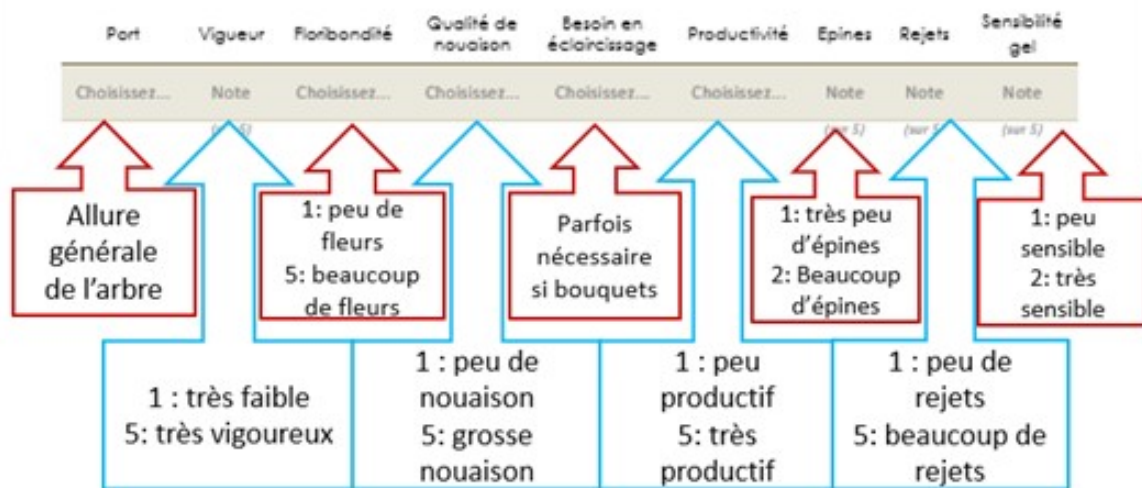 Port
Vigueur
Floribondité
Qualité de
nouaison
Besoin en
éclaircissage
Productivité
Epines
Rejets
Sensibilité
gel
Choisissez...
Note
Choisissez...
Choisissez...
Choisissez...
Choisissez...
Note
Note
Note
(sur 5)
(sur 5)
(sur 5)
Allure
générale
de l'arbre
1: peu de
fleurs
5: beaucoup
de fleurs
Parfois
nécessaire
si bouquets
1: très peu
d'épines
2: Beaucoup
d'épines
1: peu
sensible
2: très
sensible
1 : très faible
5: très vigoureux
1 : peu de
nouaison
5: grosse
nouaison
1 : peu
productif
5: très
productif
1 : peu de
rejets
5: beaucoup de
rejets